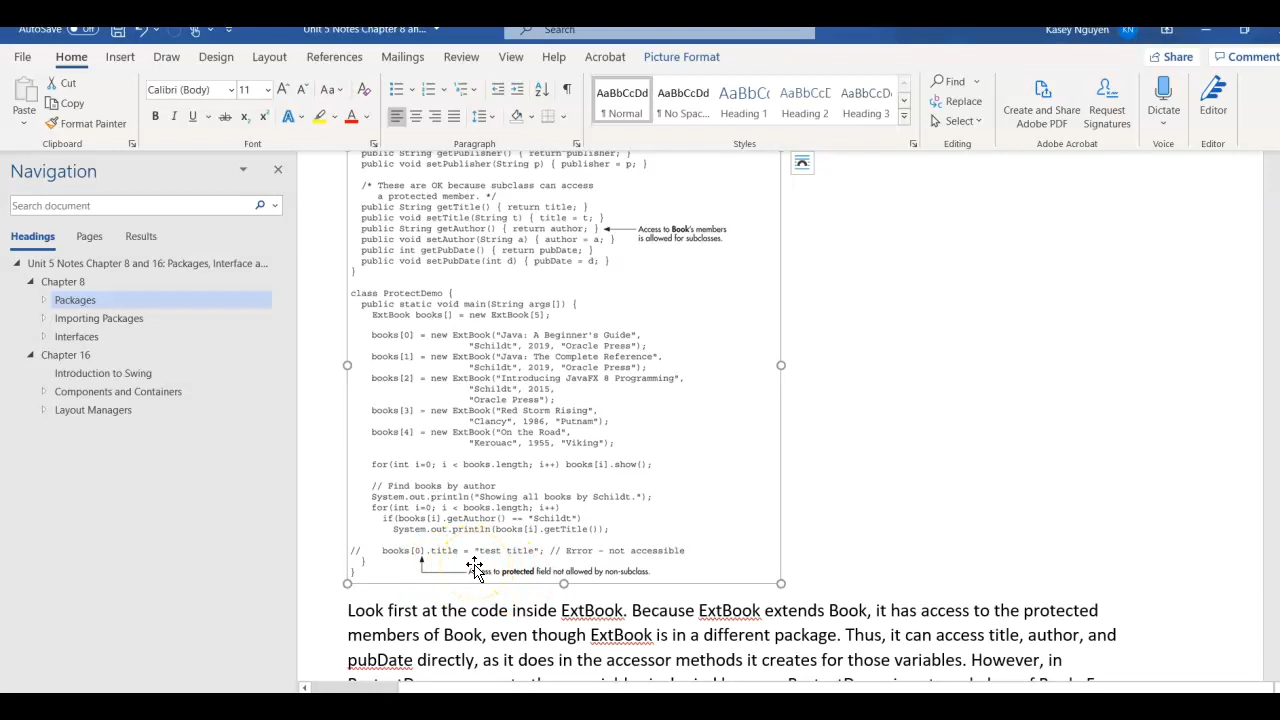 AutoSave Off Unit 5 Notes Chapter 8 an... Search Kasey Nguyen KN
File Home Insert Draw Design Layout References Mailings Review View Help Acrobat Picture Format Share Comment
Paste Cut Copy Format Painter Clipboard
Calibri (Body) 11 Font
Paragraph
AaBbCcDd ¶ Normal AaBbCcDd ¶ No Spac... AaBbC Heading 1 AaBbCcD Heading 2 AaBbCcD Heading 3 Styles
Find Replace Select Editing
Create and Share Adobe PDF Request Signatures Adobe Acrobat
Dictate Voice
Editor Editor
Navigation
Search document
Headings Pages Results
Unit 5 Notes Chapter 8 and 16: Packages, Interface a...
Chapter 8
Packages
Importing Packages
Interfaces
Chapter 16
Introduction to Swing
Components and Containers
Layout Managers
public String getPublisher() { return publisher; }
public void setPublisher(String p) { publisher = p; }
/* These are OK because subclass can access
a protected member. */
public String getTitle() { return title; }
public void setTitle(String t) { title = t; }
public String getAuthor() { return author; }
public void setAuthor(String a) { author = a; }
public int getPubDate() { return pubDate; }
public void setPubDate(int d) { pubDate = d; }
}
Access to Book's members
is allowed for subclasses.
class ProtectDemo {
public static void main(String args[]) {
ExtBook books[] = new ExtBook[5];
books[0] = new ExtBook("Java: A Beginner's Guide",
"Schildt", 2019, "Oracle Press");
books[1] = new ExtBook("Java: The Complete Reference",
"Schildt", 2019, "Oracle Press");
books[2] = new ExtBook("Introducing JavaFX 8 Programming",
"Schildt", 2015,
"Oracle Press");
books[3] = new ExtBook("Red Storm Rising",
"Clancy", 1986, "Putnam");
books[4] = new ExtBook("On the Road",
"Kerouac", 1955, "Viking");
for(int i=0; i < books.length; i++) books[i].show();
// Find books by author
System.out.println("Showing all books by Schildt.");
for(int i=0; i < books.length; i++)
if(books[i].getAuthor() == "Schildt")
System.out.println(books[i].getTitle());
// books[0].title = "test title"; // Error – not accessible
}
}
Access to protected field not allowed by non-subclass.
Look first at the code inside ExtBook. Because ExtBook extends Book, it has access to the protected
members of Book, even though ExtBook is in a different package. Thus, it can access title, author, and
pubDate directly, as it does in the accessor methods it creates for those variables. However, in